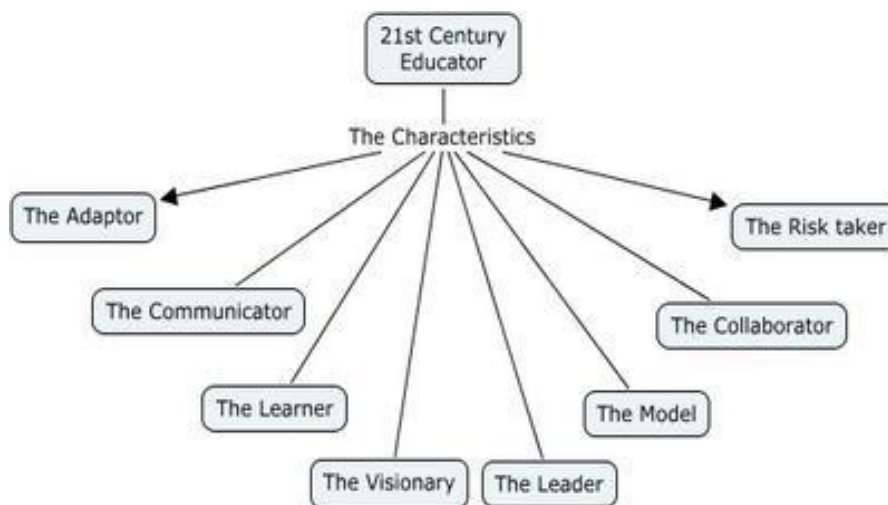 21st Century
Educator
The Characteristics
The Adaptor
The Risk taker
The Communicator
The Collaborator
The Learner
The Model
The Visionary
The Leader